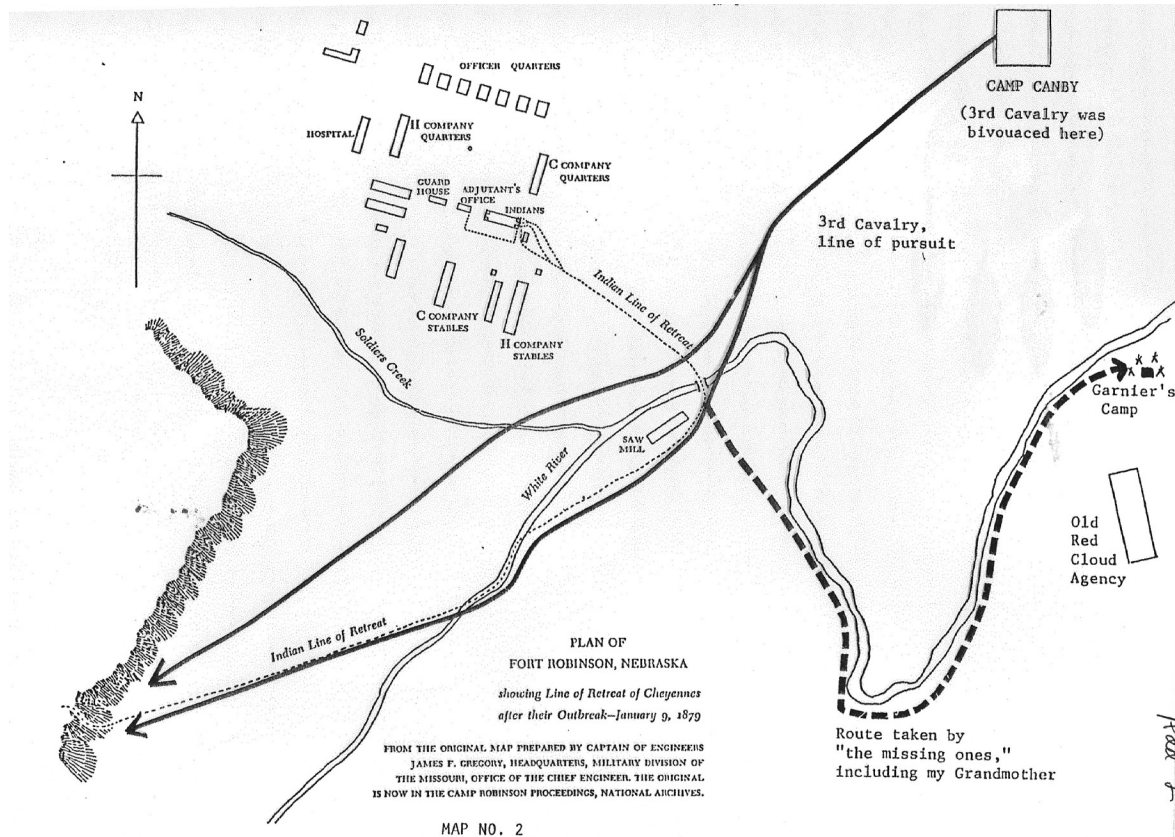 OFFICER QUARTERS
CAMP CANBY
(3rd Cavalry was
bivouaced here)
N
HOSPITAL
H COMPANY
QUARTERS
C COMPANY
QUARTERS
GUARD
HOUSE
ADJUTANT'S
OFFICE
INDIANS
3rd Cavalry,
line of pursuit
Indian Line of Retreat
C COMPANY
STABLES
H COMPANY
STABLES
Soldiers Creek
Garnier's
Camp
SAW
MILL
White River
Old
Red
Cloud
Agency
Indian Line of Retreat
PLAN OF
FORT ROBINSON, NEBRASKA
showing Line of Retreat of Cheyennes
after their Outbreak—January 9, 1879
Route taken by
"the missing ones,"
including my Grandmother
FROM THE ORIGINAL MAP PREPARED BY CAPTAIN OF ENGINEERS
JAMES F. GREGORY, HEADQUARTERS, MILITARY DIVISION OF
THE MISSOURI, OFFICE OF THE CHIEF ENGINEER. THE ORIGINAL
IS NOW IN THE CAMP ROBINSON PROCEEDINGS, NATIONAL ARCHIVES.
MAP NO. 2